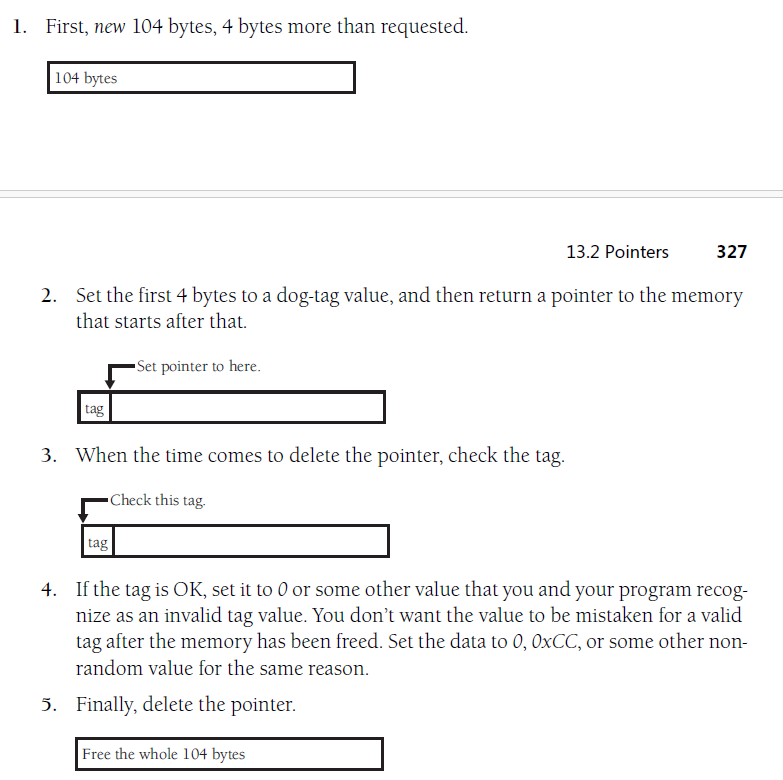 1. First, new 104 bytes, 4 bytes more than requested.
104 bytes
13.2 Pointers 327
2. Set the first 4 bytes to a dog-tag value, and then return a pointer to the memory
that starts after that.
Set pointer to here.
tag
3. When the time comes to delete the pointer, check the tag.
Check this tag.
tag
4. If the tag is OK, set it to 0 or some other value that you and your program recog-
nize as an invalid tag value. You don’t want the value to be mistaken for a valid
tag after the memory has been freed. Set the data to 0, 0xCC, or some other non-
random value for the same reason.
5. Finally, delete the pointer.
Free the whole 104 bytes